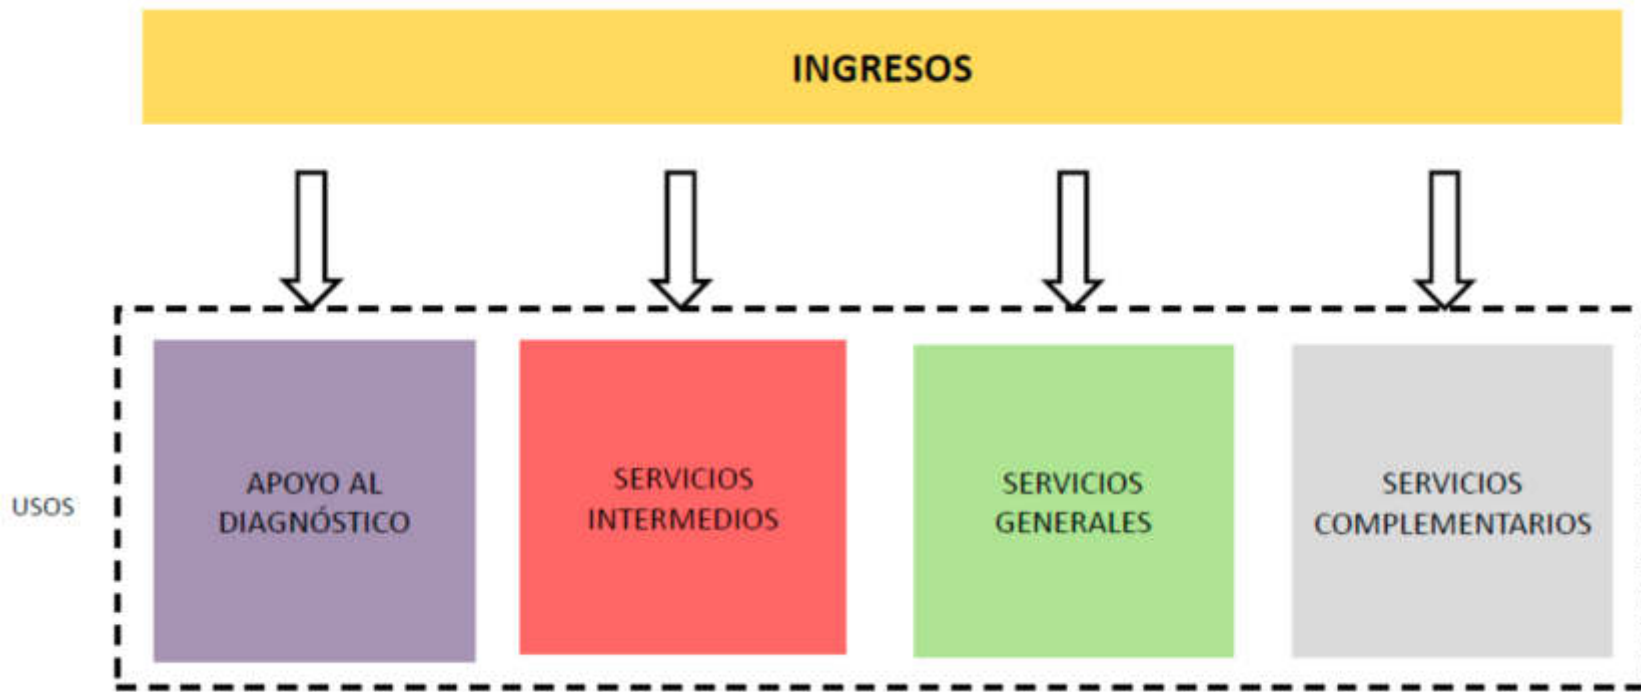 INGRESOS
USOS
APOYO AL
DIAGNÓSTICO
SERVICIOS
INTERMEDIOS
SERVICIOS
GENERALES
SERVICIOS
COMPLEMENTARIOS